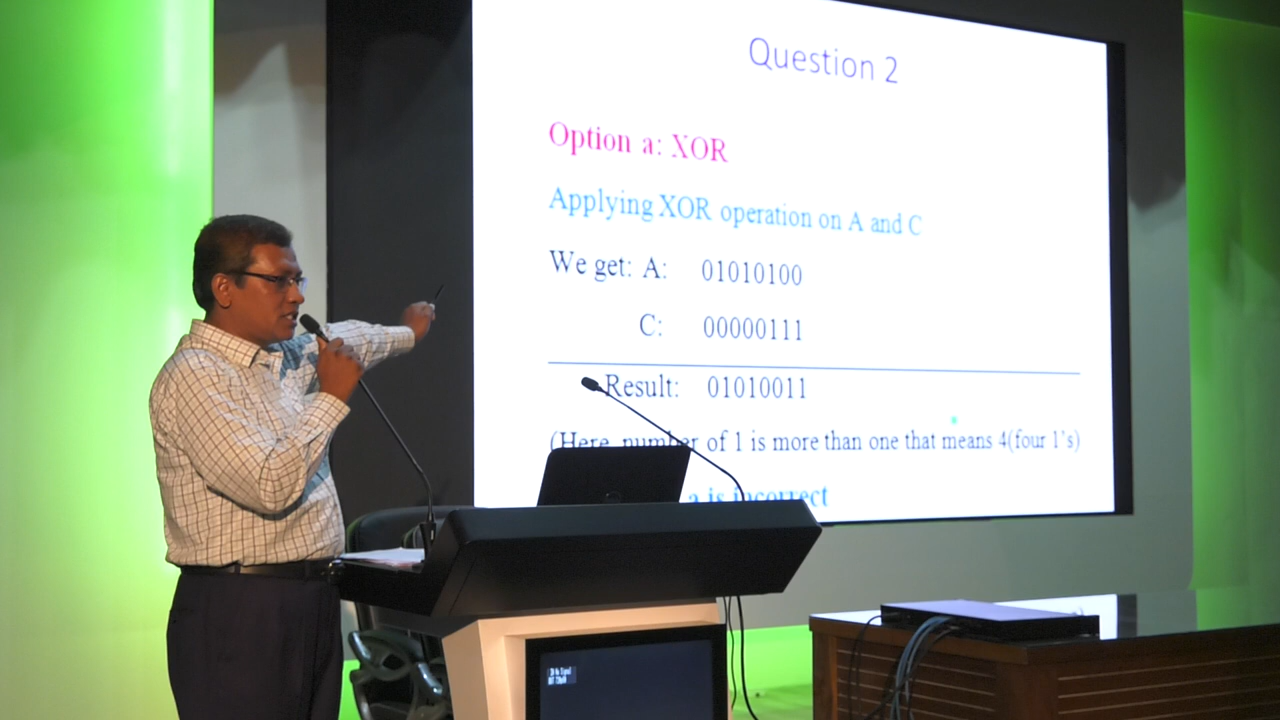 Question 2
Option a: XOR
Applying XOR operation on A and C
We get: A: 01010100
C: 00000111
Result: 01010011
(Here number of 1 is more than one that means 4(four 1's)
a is incorrect